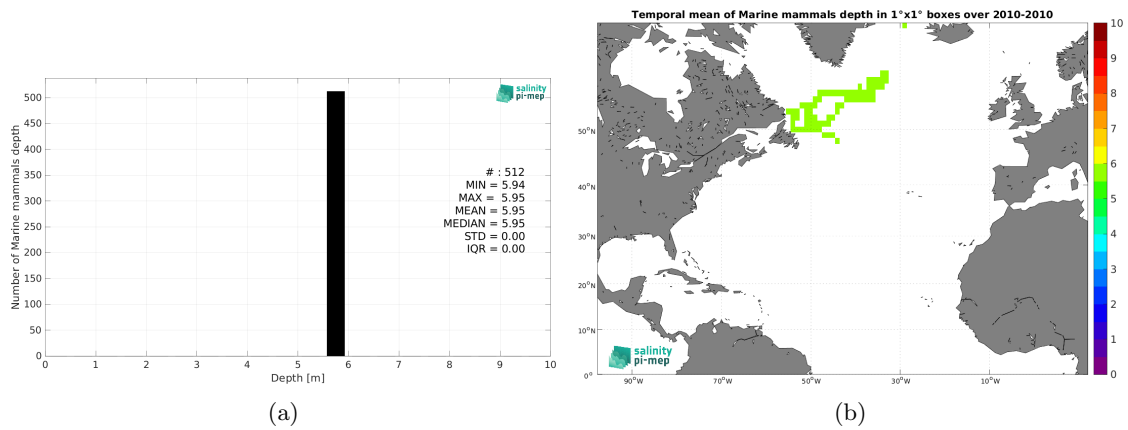 Temporal mean of Marine mammals depth in 1°x1° boxes over 2010-2010
salinity
pi-mep
Number of Marine mammals depth
500
450
400
350
300
250
200
150
100
50
0
# : 512
MIN = 5.94
MAX = 5.95
MEAN = 5.95
MEDIAN = 5.95
STD = 0.00
IQR = 0.00
0 1 2 3 4 5 6 7 8 9 10
Depth [m]
(a)
50°N
40°N
30°N
20°N
10°N
0°
90°W 70°W 50°W 30°W 10°W
salinity
pi-mep
10
9
8
7
6
5
4
3
2
1
0
(b)